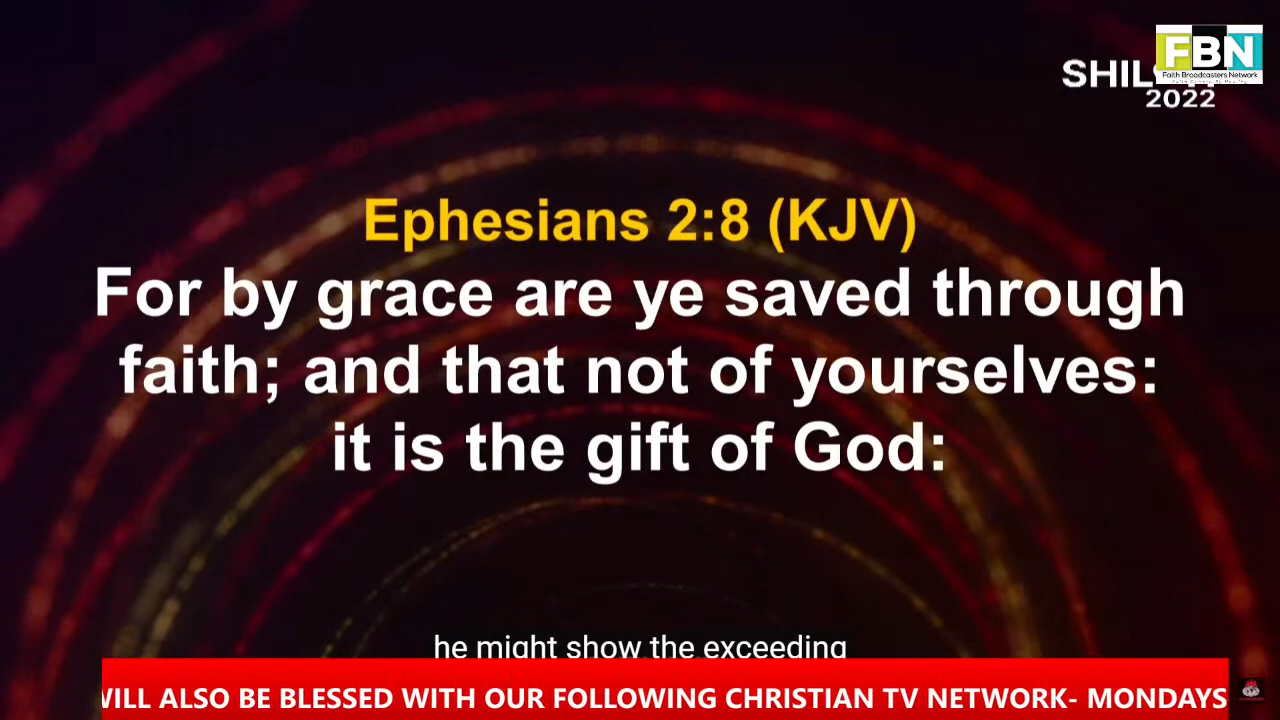 FBN
Faith Broadcasters Network
SHIL
2022
Ephesians 2:8 (KJV)
For by grace are ye saved through
faith; and that not of yourselves:
it is the gift of God:
he might show the exceeding
WILL ALSO BE BLESSED WITH OUR FOLLOWING CHRISTIAN TV NETWORK- MONDAYS